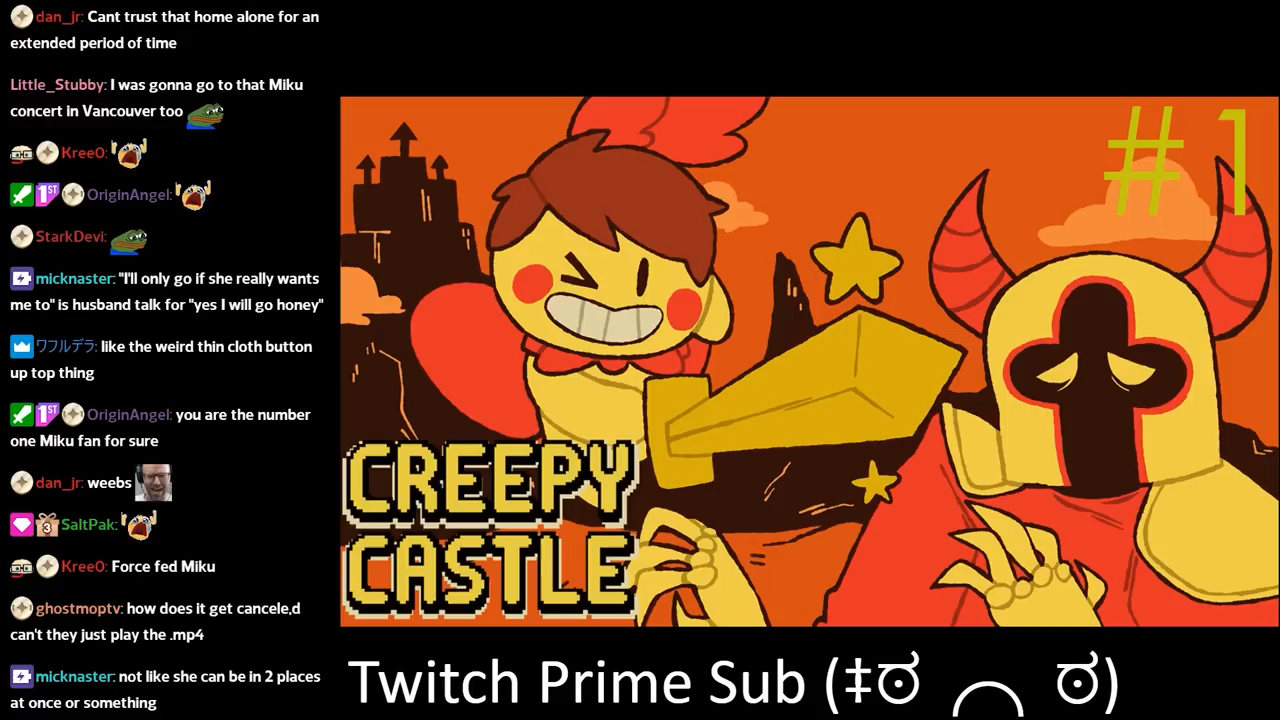 dan_jr: Cant trust that home alone for an
extended period of time
Little_Stubby: I was gonna go to that Miku
concert in Vancouver too
KreeO:
1ST OriginAngel:
StarkDevi:
micknaster: "I'll only go if she really wants
me to" is husband talk for "yes I will go honey"
ワフルデラ: like the weird thin cloth button
up top thing
1ST OriginAngel: you are the number
one Miku fan for sure
dan_jr: weebs
3 SaltPak:
KreeO: Force fed Miku
ghostmoptv: how does it get cancele,d
can't they just play the .mp4
micknaster: not like she can be in 2 places
at once or something
#1
CREEPY
CASTLE
Twitch Prime Sub (‡ಠ ︵ ಠ)